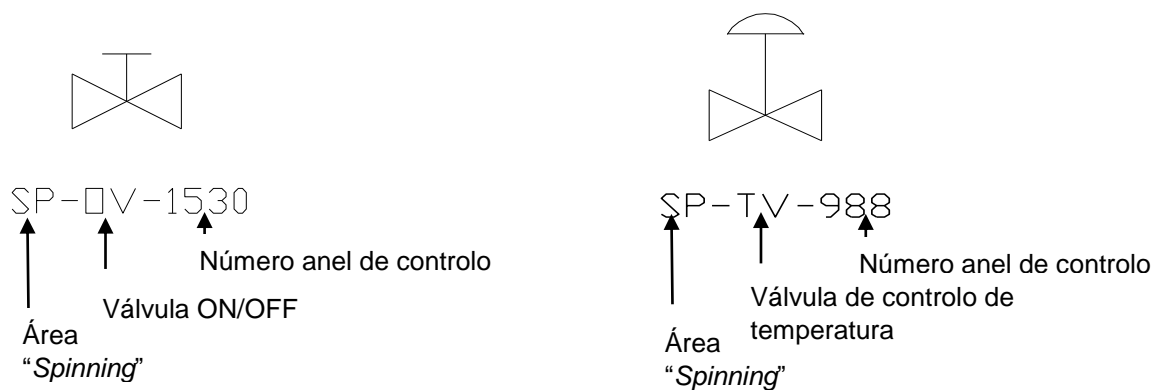 SP-OV-1530
Número anel de controlo
Válvula ON/OFF
Área
“Spinning”
SP-TV-988
Número anel de controlo
Válvula de controlo de
temperatura
Área
“Spinning”